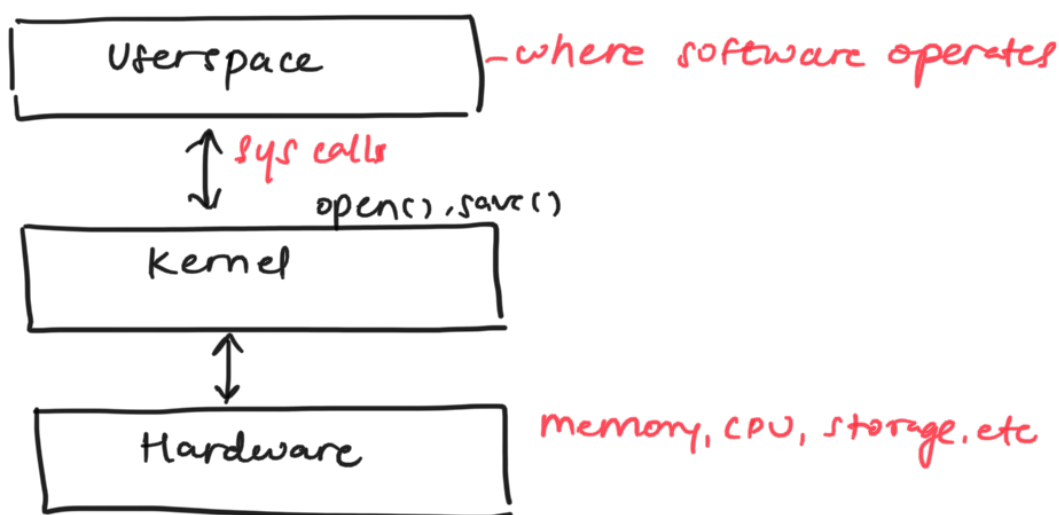 Userspace
-where software operates
sys calls
open(), save()
Kernel
Hardware
memory, CPU, storage, etc